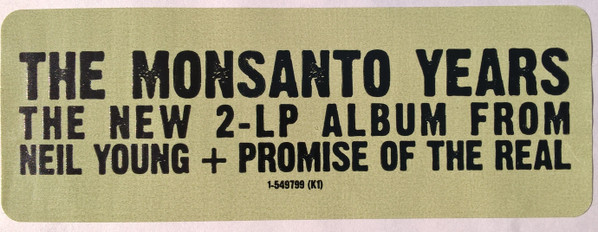 THE MONSANTO YEARS
THE NEW 2-LP ALBUM FROM
NEIL YOUNG + PROMISE OF THE REAL
1-549799 (K1)